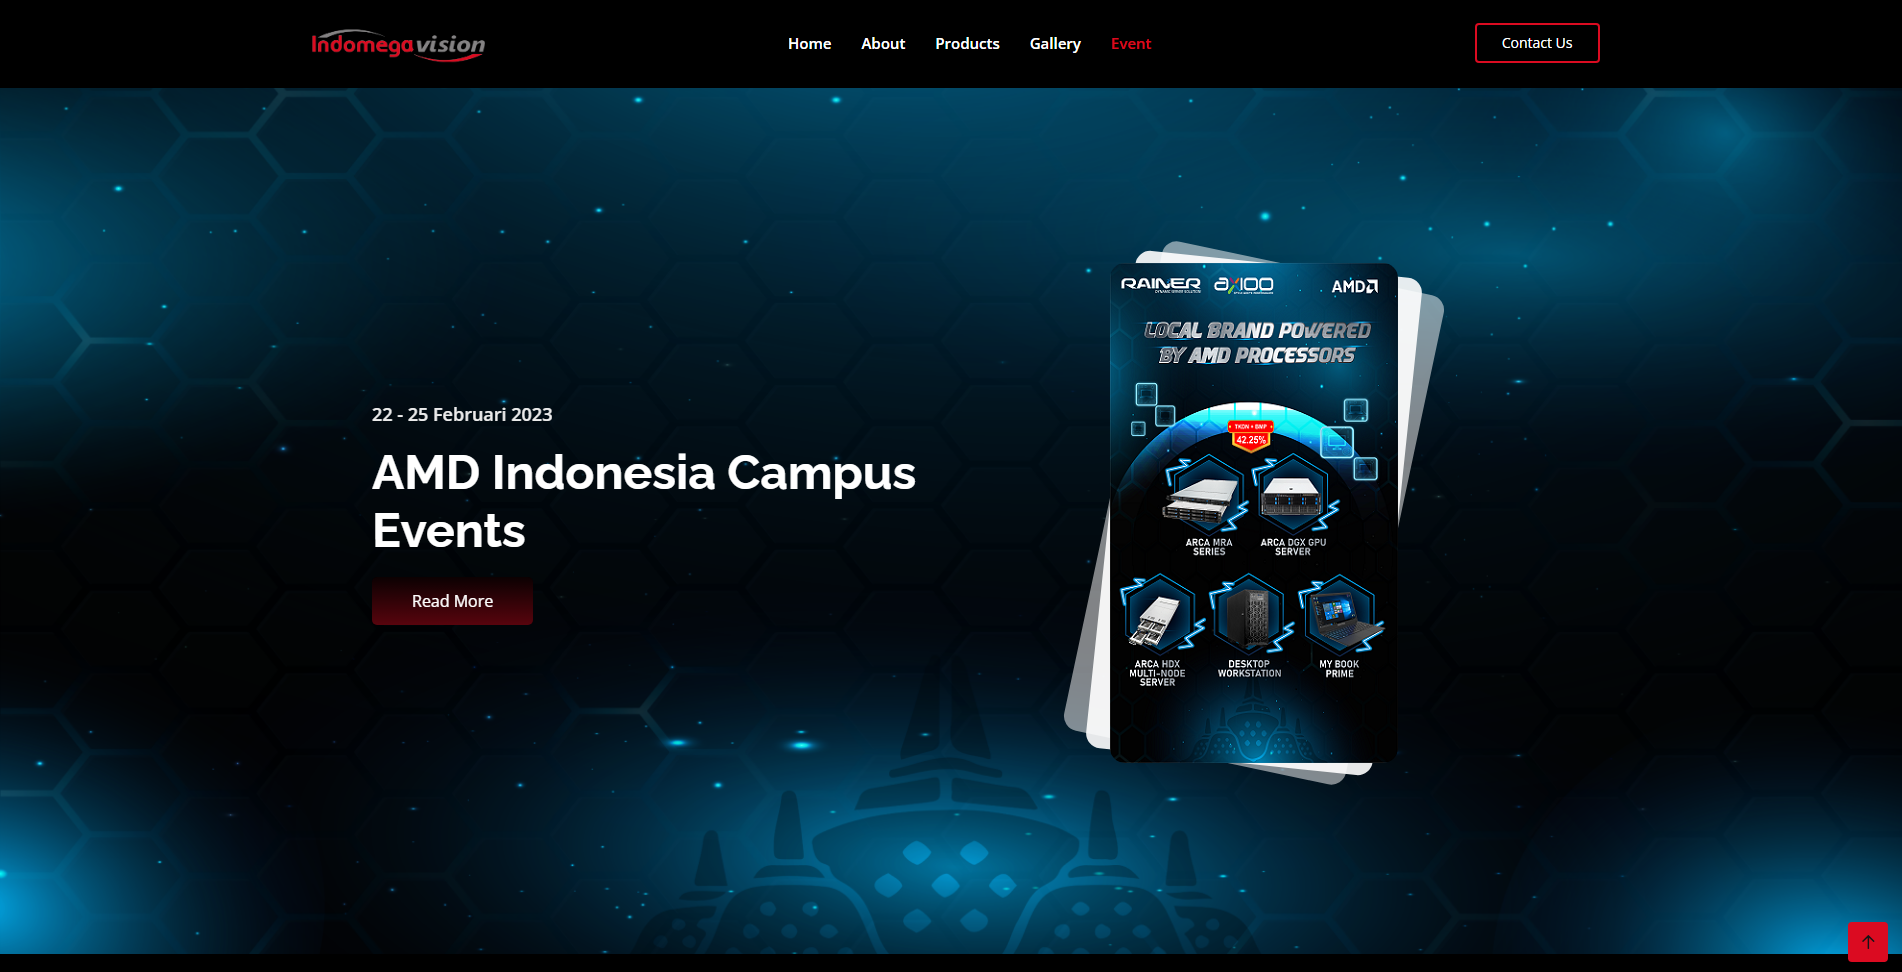 Indomegavision
Home
About
Products
Gallery
Event
Contact Us
22 - 25 Februari 2023
AMD Indonesia Campus
Events
Read More
RAINER
axioo
AMD
LOCAL BRAND POWERED
BY AMD PROCESSORS
TKDN + BMP
42.25%
ARCA MRA
SERIES
ARCA DGX GPU
SERVER
ARCA HDX
MULTI-NODE
SERVER
DESKTOP
WORKSTATION
MY BOOK
PRIME